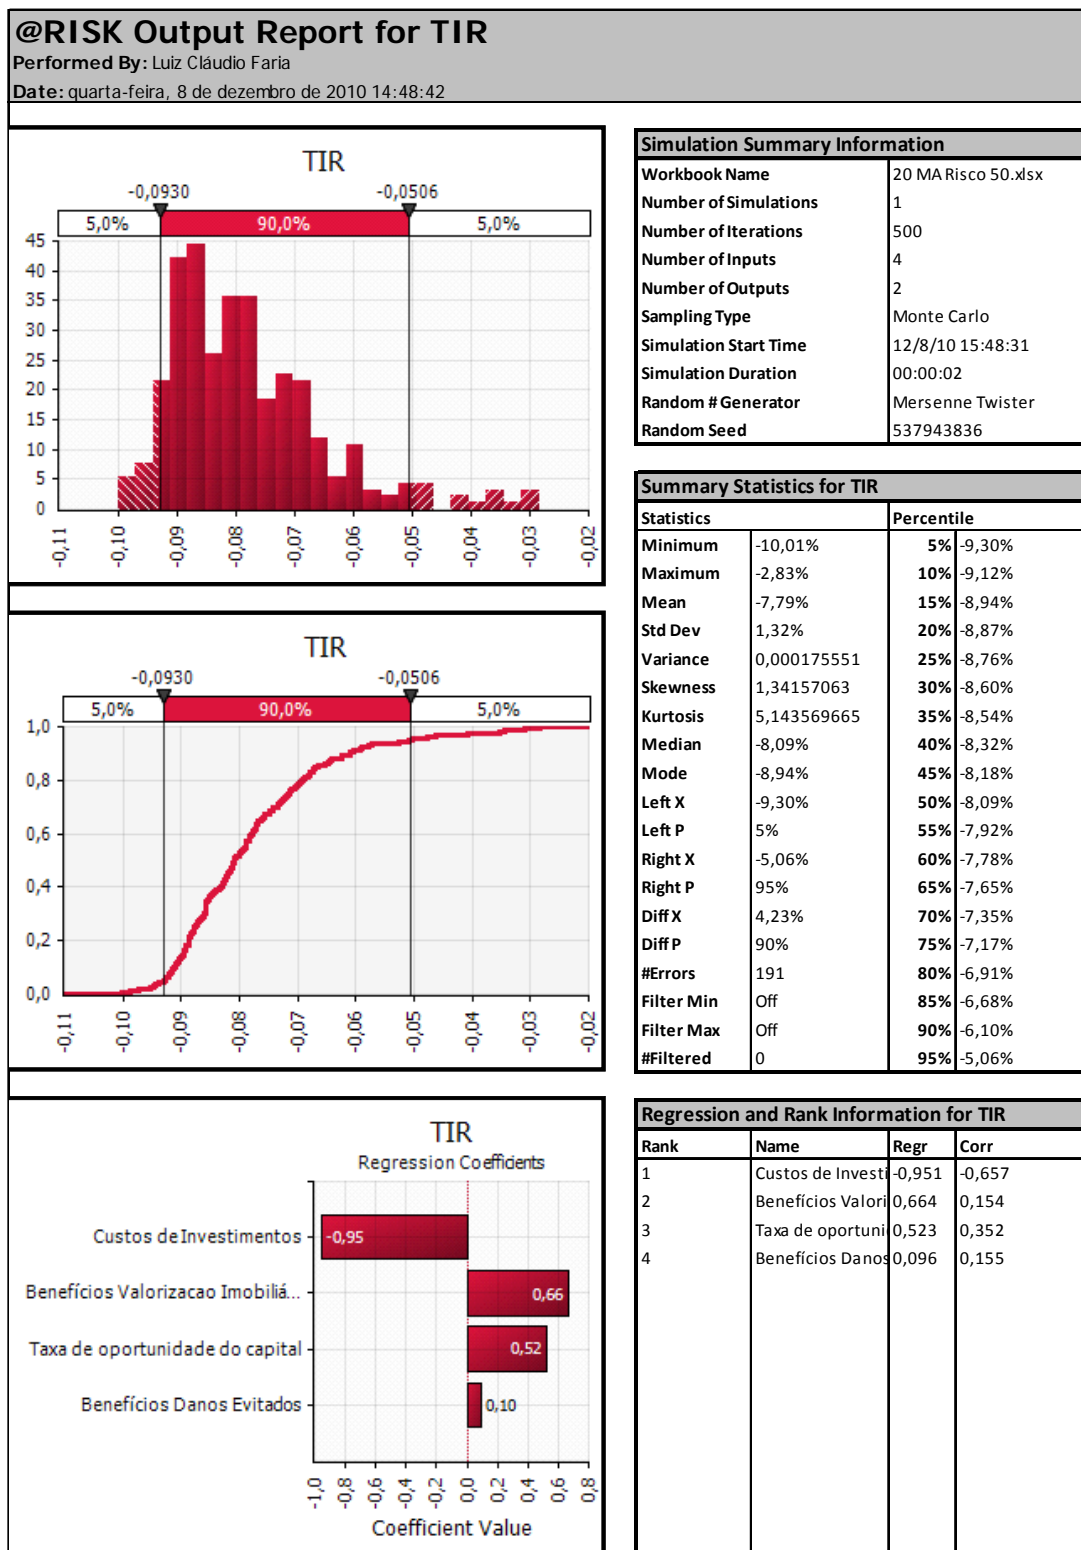 @RISK Output Report for TIR
Performed By: Luiz Cláudio Faria
Date: quarta-feira, 8 de dezembro de 2010 14:48:42
TIR
-0,0930 -0,0506
5,0% 90,0% 5,0%
45
40
35
30
25
20
15
10
5
0
-0,11 -0,10 -0,09 -0,08 -0,07 -0,06 -0,05 -0,04 -0,03 -0,02
TIR
-0,0930 -0,0506
5,0% 90,0% 5,0%
1,0
0,8
0,6
0,4
0,2
0,0
-0,11 -0,10 -0,09 -0,08 -0,07 -0,06 -0,05 -0,04 -0,03 -0,02
TIR
Regression Coefficients
Custos de Investimentos -0,95
Benefícios Valorizacao Imobiliá... 0,66
Taxa de oportunidade do capital 0,52
Benefícios Danos Evitados 0,10
-1,0 -0,8 -0,6 -0,4 -0,2 0,0 0,2 0,4 0,6 0,8
Coefficient Value
Simulation Summary Information
Workbook Name 20 MA Risco 50.xlsx
Number of Simulations 1
Number of Iterations 500
Number of Inputs 4
Number of Outputs 2
Sampling Type Monte Carlo
Simulation Start Time 12/8/10 15:48:31
Simulation Duration 00:00:02
Random # Generator Mersenne Twister
Random Seed 537943836
Summary Statistics for TIR
Statistics Percentile
Minimum -10,01% 5% -9,30%
Maximum -2,83% 10% -9,12%
Mean -7,79% 15% -8,94%
Std Dev 1,32% 20% -8,87%
Variance 0,000175551 25% -8,76%
Skewness 1,34157063 30% -8,60%
Kurtosis 5,143569665 35% -8,54%
Median -8,09% 40% -8,32%
Mode -8,94% 45% -8,18%
Left X -9,30% 50% -8,09%
Left P 5% 55% -7,92%
Right X -5,06% 60% -7,78%
Right P 95% 65% -7,65%
Diff X 4,23% 70% -7,35%
Diff P 90% 75% -7,17%
#Errors 191 80% -6,91%
Filter Min Off 85% -6,68%
Filter Max Off 90% -6,10%
#Filtered 0 95% -5,06%
Regression and Rank Information for TIR
Rank Name Regr Corr
1 Custos de Investi -0,951 -0,657
2 Benefícios Valori 0,664 0,154
3 Taxa de oportuni 0,523 0,352
4 Benefícios Danos 0,096 0,155